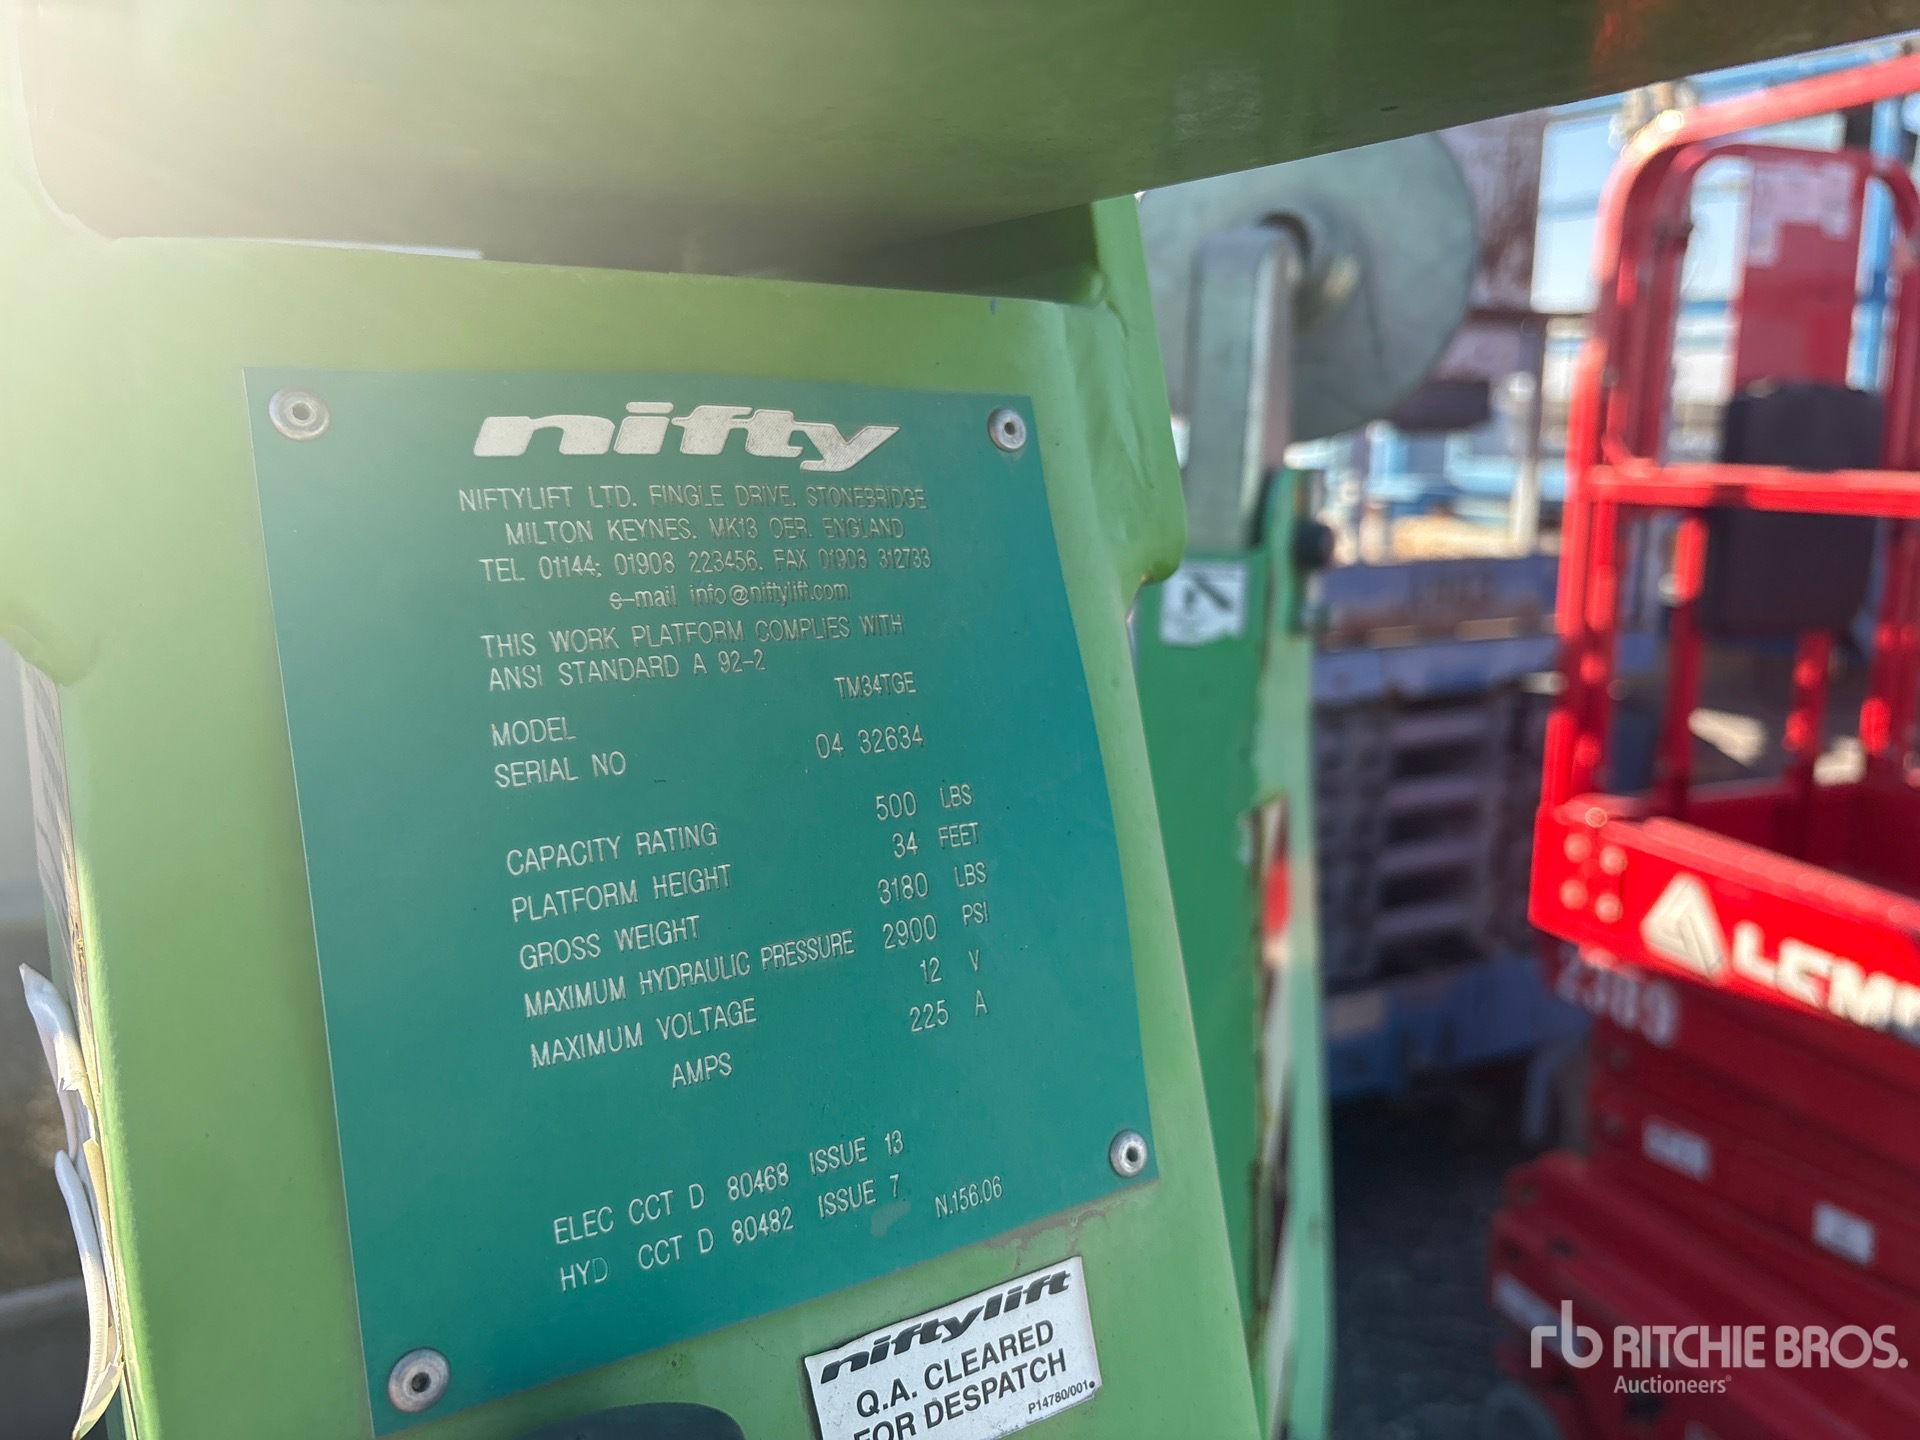 nifty
NIFTYLIFT LTD. FINGLE DRIVE. STONEBRIDGE
MILTON KEYNES. MK13 OER. ENGLAND
TEL 01144; 01908 223456. FAX 01908 312733
e-mail info@niftylift.com
THIS WORK PLATFORM COMPLIES WITH
ANSI STANDARD A 92-2
MODEL TM34TGE
SERIAL NO 04 32634
CAPACITY RATING 500 LBS
PLATFORM HEIGHT 34 FEET
GROSS WEIGHT 3180 LBS
MAXIMUM HYDRAULIC PRESSURE 2900 PSI
MAXIMUM VOLTAGE 12 V
AMPS 225 A
ELEC CCT D 80468 ISSUE 13
HYD CCT D 80482 ISSUE 7 N.156.06
niftylift
Q.A. CLEARED
FOR DESPATCH
P14780/001
LEM
2389
rb RITCHIE BROS.
Auctioneers®